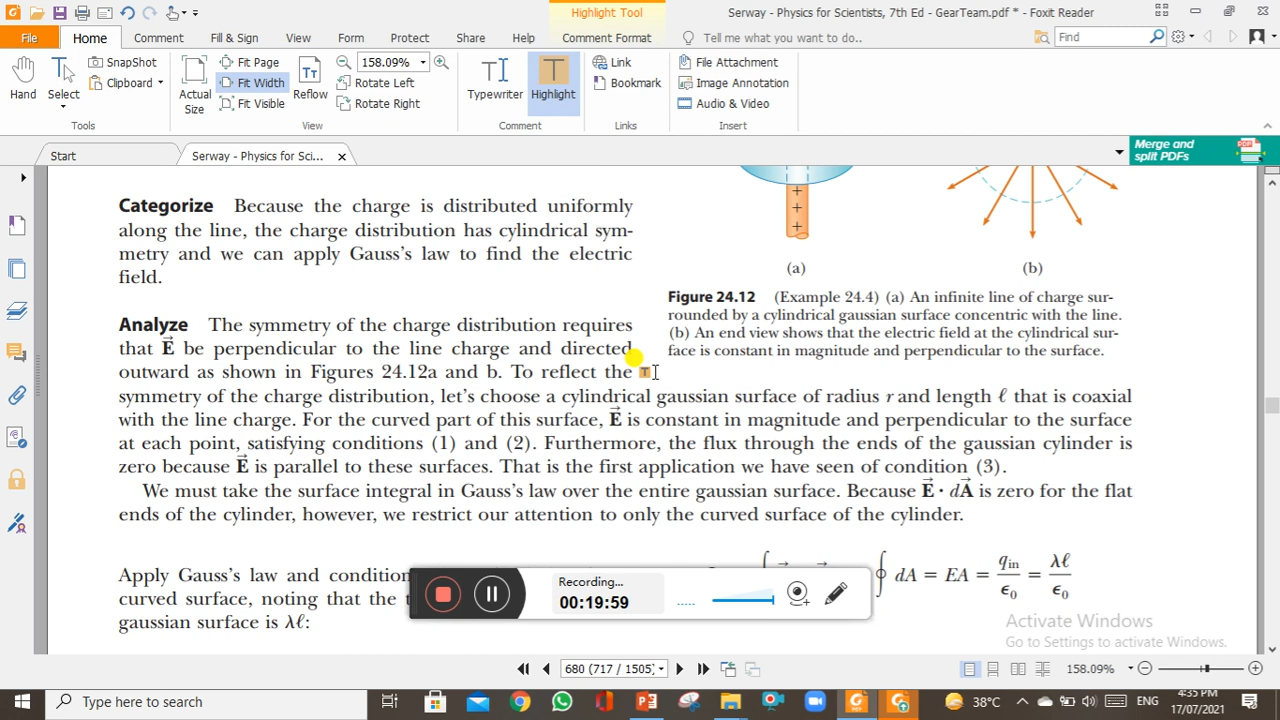 Highlight Tool
Serway - Physics for Scientists, 7th Ed - GearTeam.pdf * - Foxit Reader
File Home Comment Fill & Sign View Form Protect Share Help Comment Format Tell me what you want to do.. Find
Hand
Select
SnapShot
Clipboard
Tools
Actual Size
Fit Page
Fit Width
Fit Visible
Reflow
158.09%
Rotate Left
Rotate Right
View
Typewriter
Highlight
Comment
Link
Bookmark
Links
File Attachment
Image Annotation
Audio & Video
Insert
Start
Serway - Physics for Sci...
Merge and
split PDFs
Categorize Because the charge is distributed uniformly
along the line, the charge distribution has cylindrical sym-
metry and we can apply Gauss's law to find the electric
field.
(a) (b)
Figure 24.12 (Example 24.4) (a) An infinite line of charge sur-
rounded by a cylindrical gaussian surface concentric with the line.
(b) An end view shows that the electric field at the cylindrical sur-
face is constant in magnitude and perpendicular to the surface.
Analyze The symmetry of the charge distribution requires
that E⃗ be perpendicular to the line charge and directed
outward as shown in Figures 24.12a and b. To reflect the
symmetry of the charge distribution, let's choose a cylindrical gaussian surface of radius r and length ℓ that is coaxial
with the line charge. For the curved part of this surface, E⃗ is constant in magnitude and perpendicular to the surface
at each point, satisfying conditions (1) and (2). Furthermore, the flux through the ends of the gaussian cylinder is
zero because E⃗ is parallel to these surfaces. That is the first application we have seen of condition (3).
We must take the surface integral in Gauss's law over the entire gaussian surface. Because E⃗ · dA⃗ is zero for the flat
ends of the cylinder, however, we restrict our attention to only the curved surface of the cylinder.
Apply Gauss's law and condition
curved surface, noting that the
gaussian surface is λℓ:
∮ dA = EA = q_in/ϵ₀ = λℓ/ϵ₀
Recording...
00:19:59
Activate Windows
Go to Settings to activate Windows.
680 (717 / 1505)
158.09%
Type here to search
38°C
ENG
4:35 PM
17/07/2021